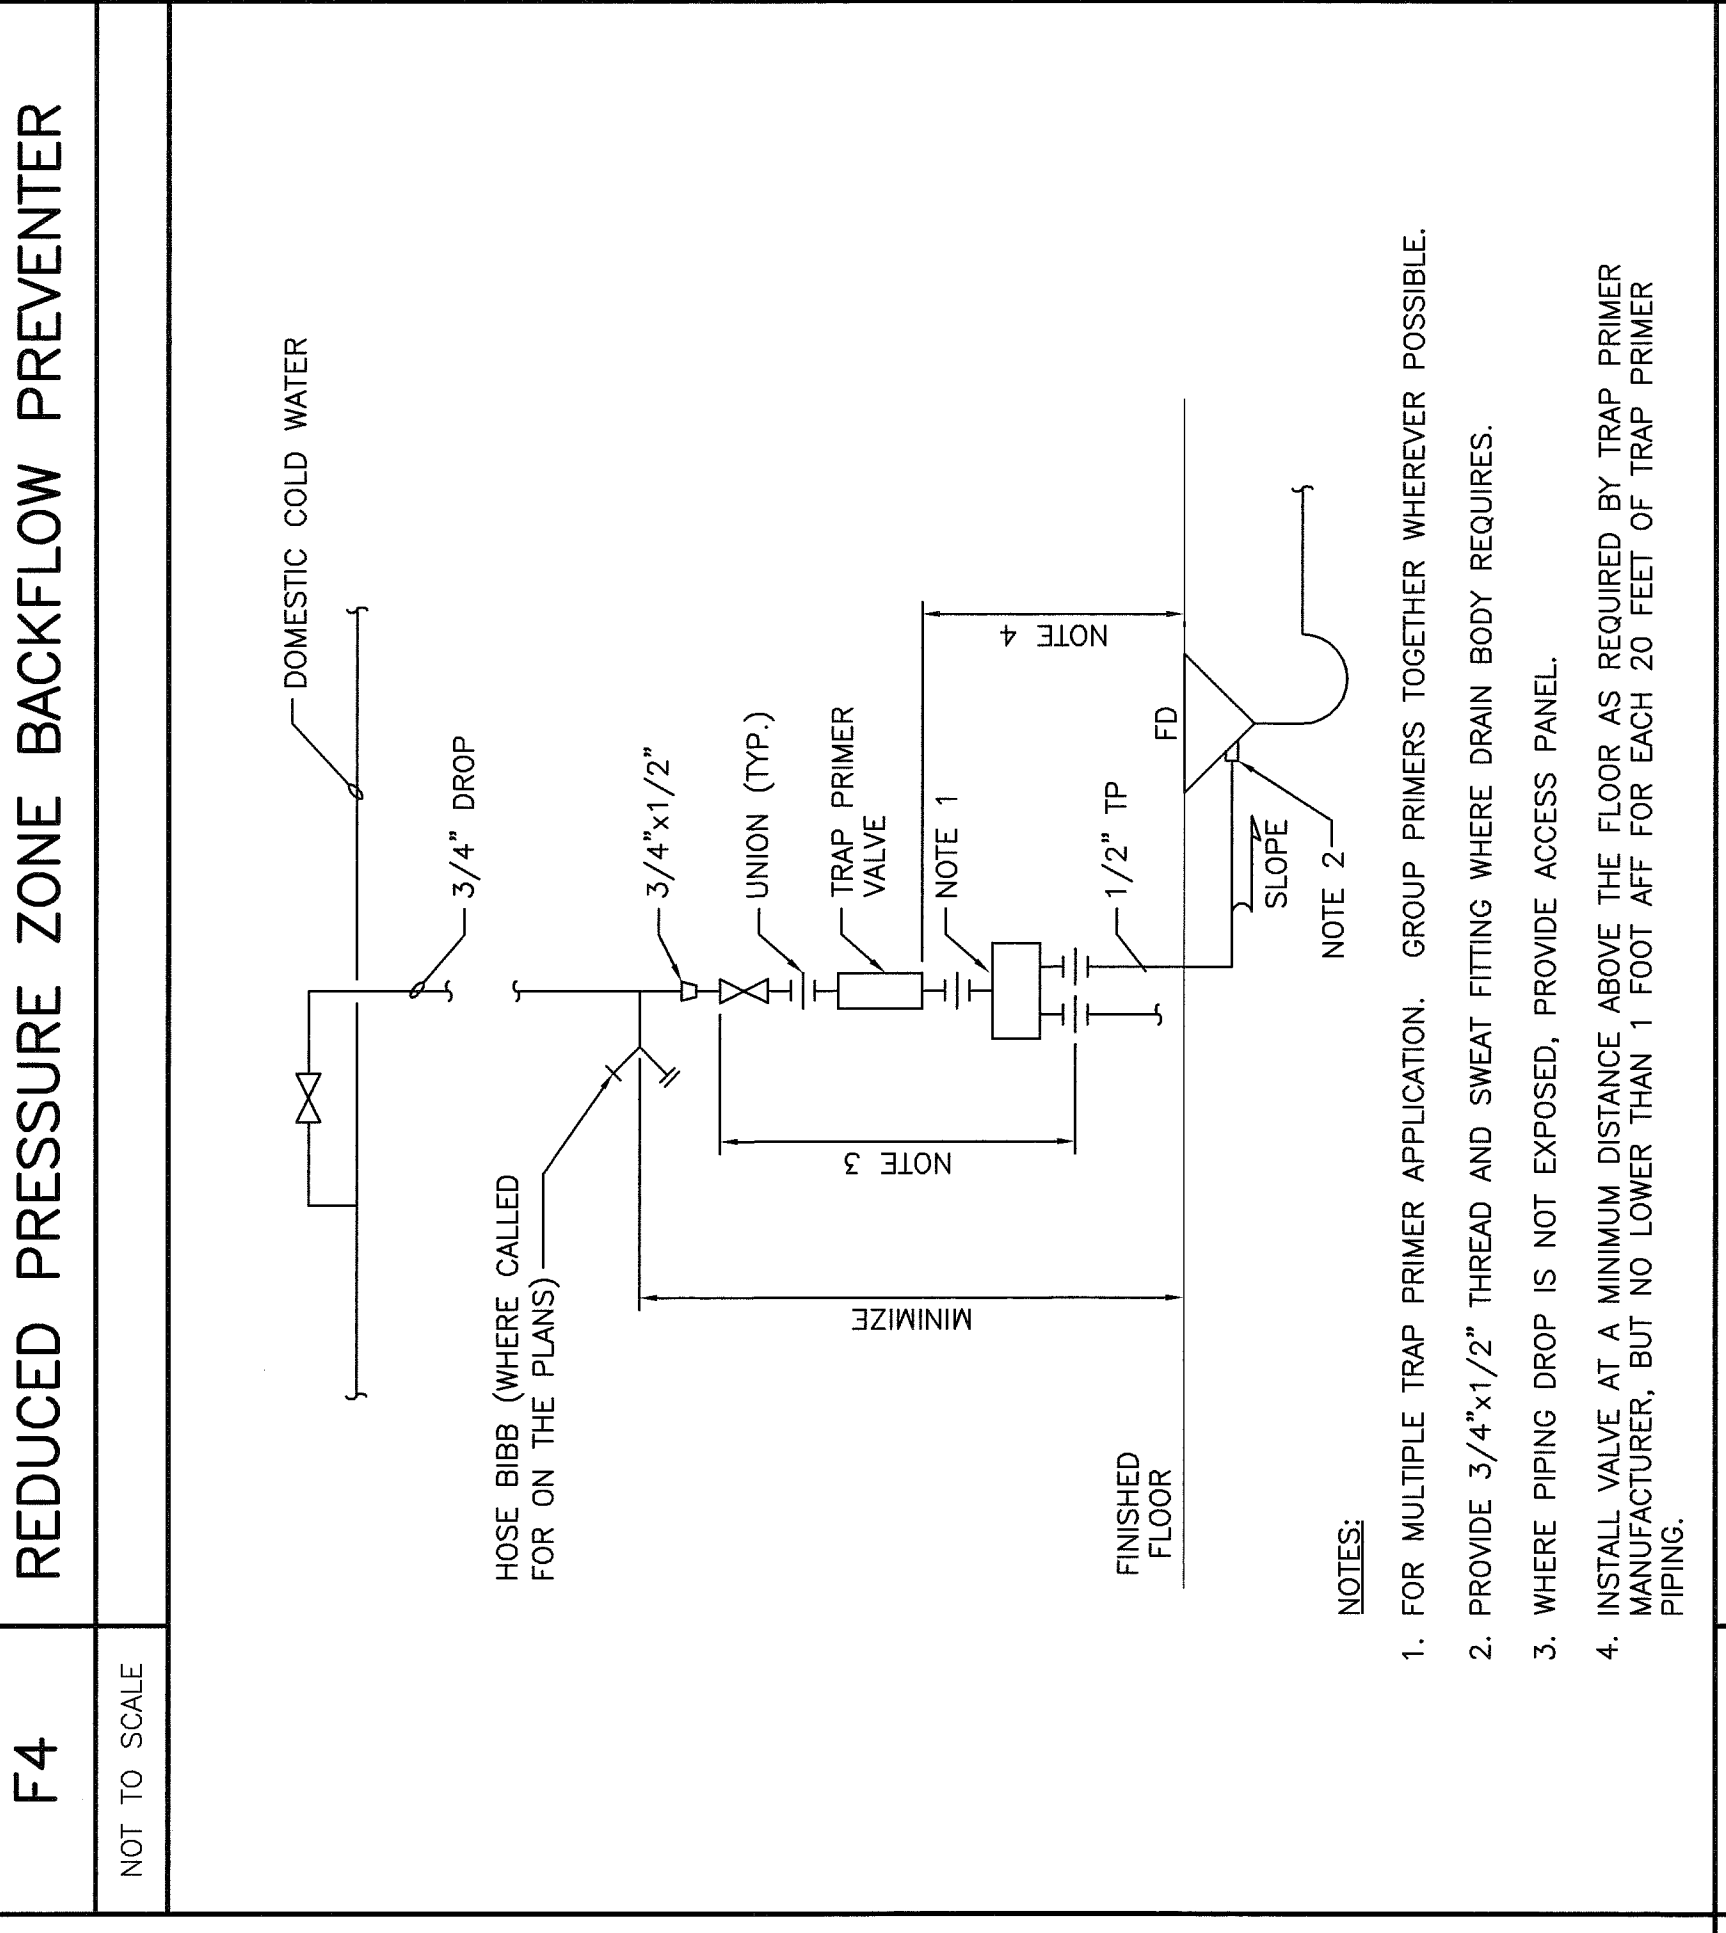 F4
REDUCED PRESSURE ZONE BACKFLOW PREVENTER
NOT TO SCALE
DOMESTIC COLD WATER
3/4" DROP
HOSE BIBB (WHERE CALLED
FOR ON THE PLANS)
3/4"x1/2"
UNION (TYP.)
TRAP PRIMER
VALVE
NOTE 1
NOTE 3
MINIMIZE
NOTE 4
1/2" TP
FD
FINISHED
FLOOR
SLOPE
NOTE 2
NOTES:
1. FOR MULTIPLE TRAP PRIMER APPLICATION. GROUP PRIMERS TOGETHER WHEREVER POSSIBLE.
2. PROVIDE 3/4"x1/2" THREAD AND SWEAT FITTING WHERE DRAIN BODY REQUIRES.
3. WHERE PIPING DROP IS NOT EXPOSED, PROVIDE ACCESS PANEL.
4. INSTALL VALVE AT A MINIMUM DISTANCE ABOVE THE FLOOR AS REQUIRED BY TRAP PRIMER
MANUFACTURER, BUT NO LOWER THAN 1 FOOT AFF FOR EACH 20 FEET OF TRAP PRIMER
PIPING.